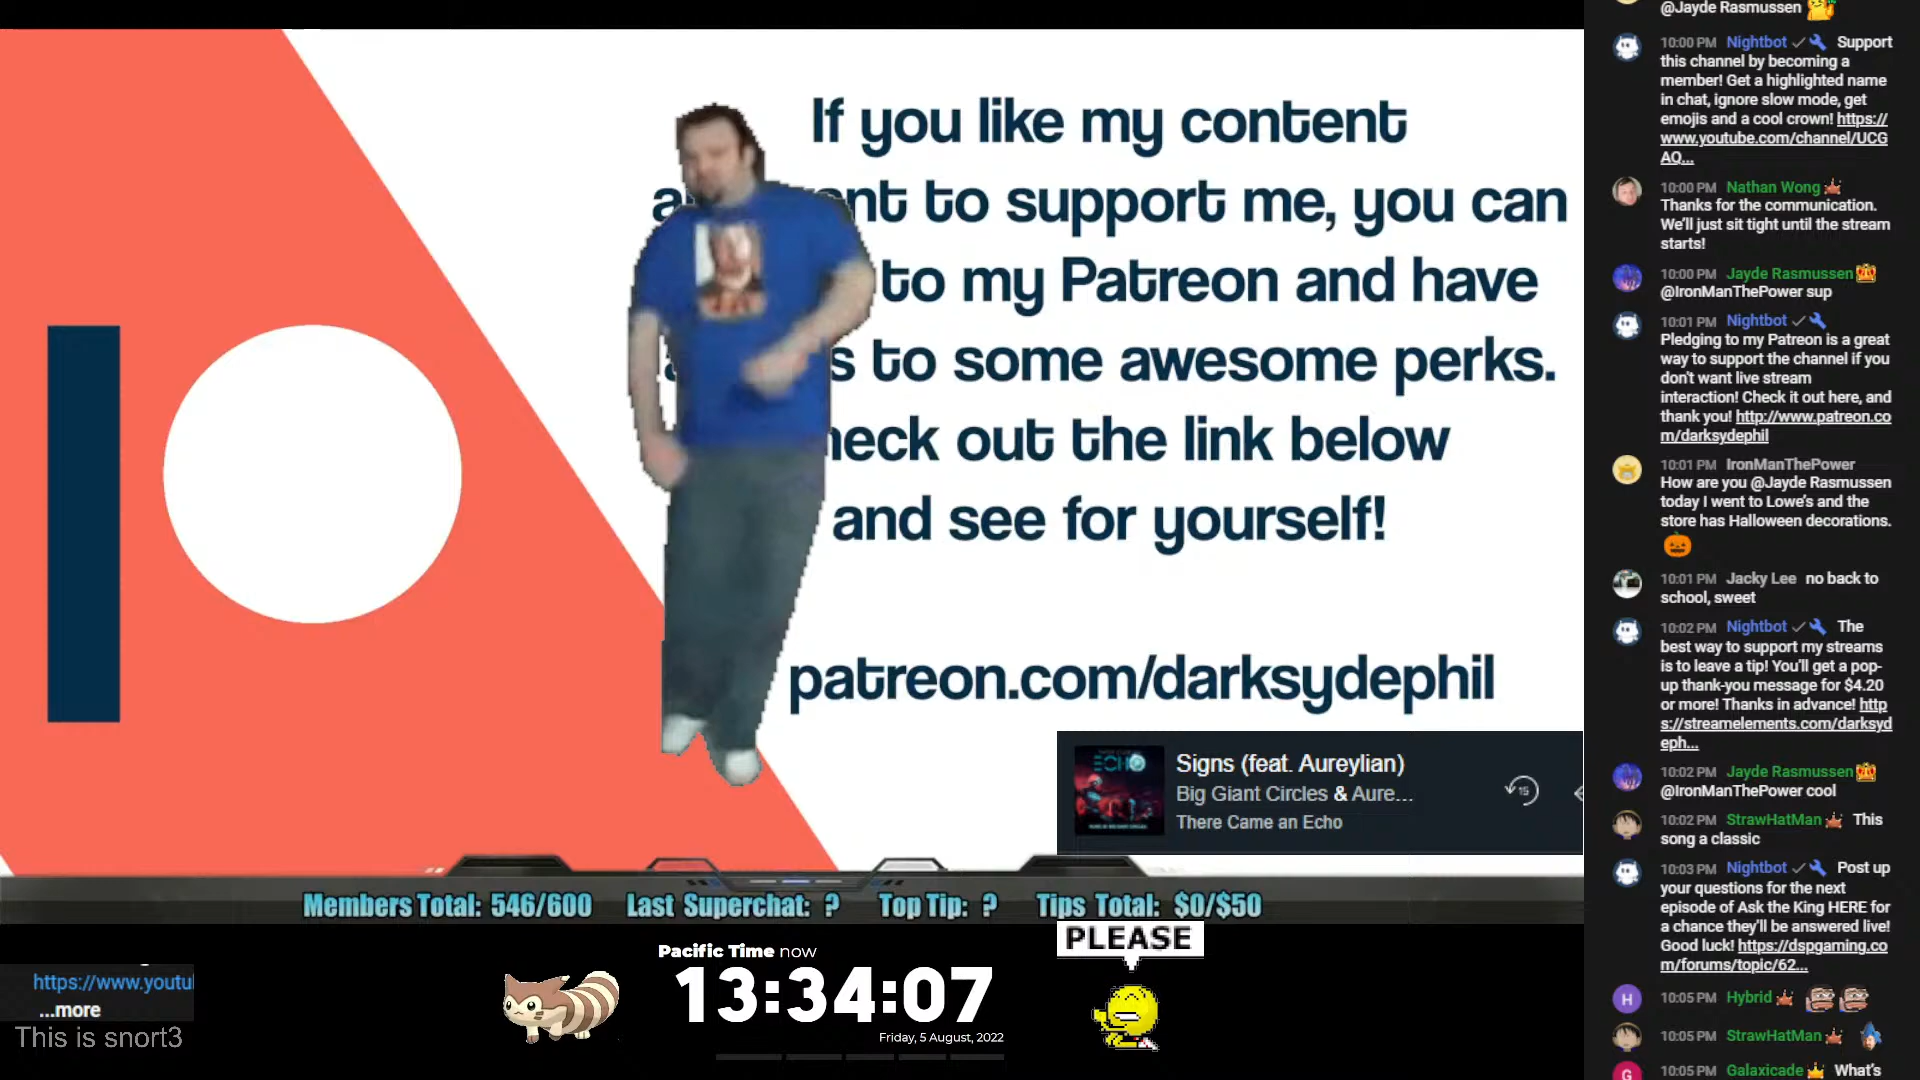 If you like my content
to support me, you can
to my Patreon and have
to some awesome perks.
out the link below
and see for yourself!
patreon.com/darksydephil
ECHO
Signs (feat. Aureylian)
Big Giant Circles & Aure...
There Came an Echo
15
Members Total: 546/600 Last Superchat: ? Top Tip: ? Tips Total: $0/$50
PLEASE
Pacific Time now
13:34:07
Friday, 5 August, 2022
https://www.youtu
...more
This is snort3
@Jayde Rasmussen
10:00 PM Nightbot Support
this channel by becoming a
member! Get a highlighted name
in chat, ignore slow mode, get
emojis and a cool crown! https://
www.youtube.com/channel/UCG
AQ...
10:00 PM Nathan Wong
Thanks for the communication.
We'll just sit tight until the stream
starts!
10:00 PM Jayde Rasmussen
@IronManThePower sup
10:01 PM Nightbot
Pledging to my Patreon is a great
way to support the channel if you
don't want live stream
interaction! Check it out here, and
thank you! http://www.patreon.co
m/darksydephil
10:01 PM IronManThePower
How are you @Jayde Rasmussen
today I went to Lowe's and the
store has Halloween decorations.
10:01 PM Jacky Lee no back to
school, sweet
10:02 PM Nightbot The
best way to support my streams
is to leave a tip! You'll get a pop-
up thank-you message for $4.20
or more! Thanks in advance! http
s://streamelements.com/darksyd
eph...
10:02 PM Jayde Rasmussen
@IronManThePower cool
10:02 PM StrawHatMan This
song a classic
10:03 PM Nightbot Post up
your questions for the next
episode of Ask the King HERE for
a chance they'll be answered live!
Good luck! https://dspgaming.co
m/forums/topic/62...
H
10:05 PM Hybrid
10:05 PM StrawHatMan
G
10:05 PM Galaxicade What's